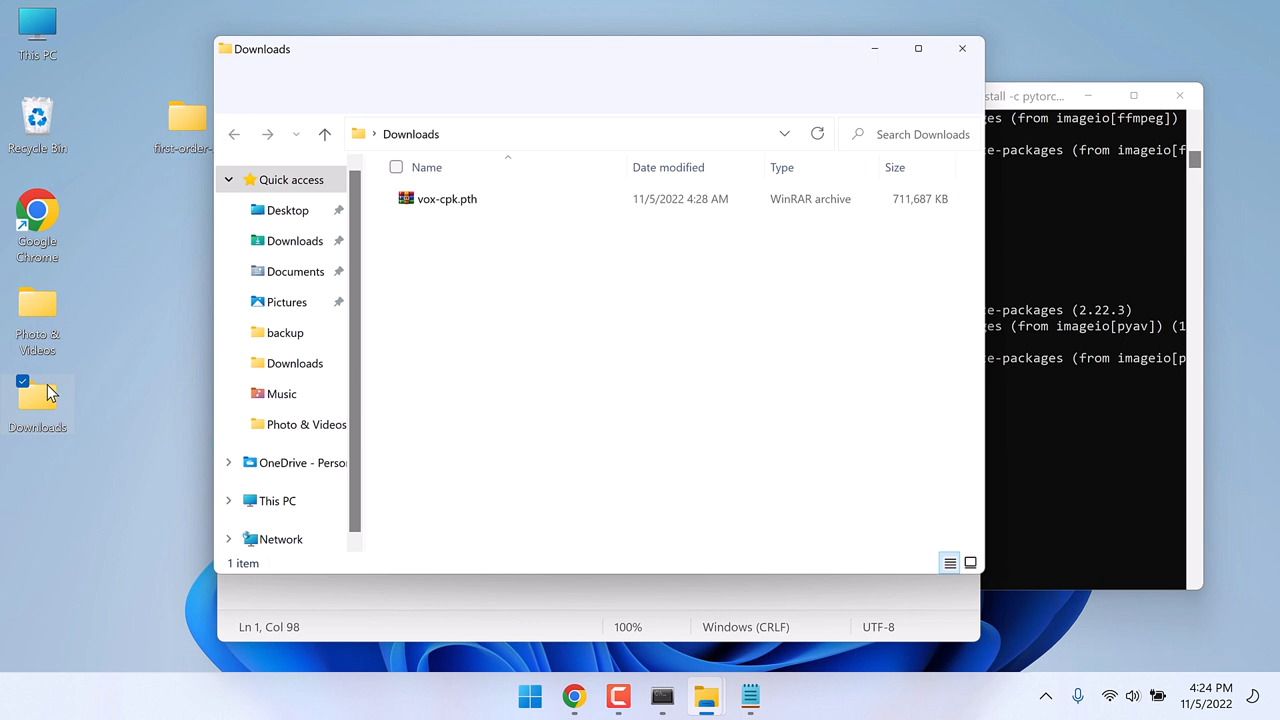 This PC
Recycle Bin
Google
Chrome
Photo &
Videos
Downloads
first-order-
Downloads
Downloads
Search Downloads
Name
Date modified
Type
Size
vox-cpk.pth
11/5/2022 4:28 AM
WinRAR archive
711,687 KB
Quick access
Desktop
Downloads
Documents
Pictures
backup
Downloads
Music
Photo & Videos
OneDrive - Perso
This PC
Network
1 item
stall -c pytorc...
es (from imageio[ffmpeg])
e-packages (from imageio[f
e-packages (2.22.3)
es (from imageio[pyav]) (1
e-packages (from imageio[p
Ln 1, Col 98
100%
Windows (CRLF)
UTF-8
4:24 PM
11/5/2022